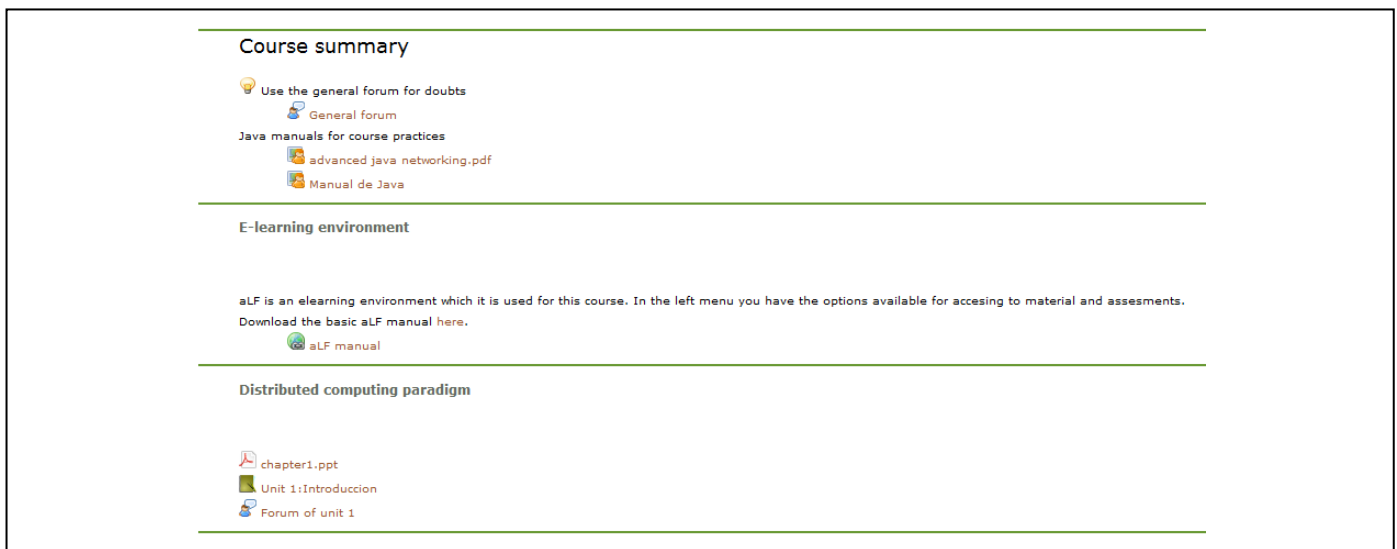 Course summary
Use the general forum for doubts
General forum
Java manuals for course practices
advanced java networking.pdf
Manual de Java
E-learning environment
aLF is an elearning environment which it is used for this course. In the left menu you have the options available for accesing to material and assesments.
Download the basic aLF manual here.
aLF manual
Distributed computing paradigm
chapter1.ppt
Unit 1:Introduccion
Forum of unit 1